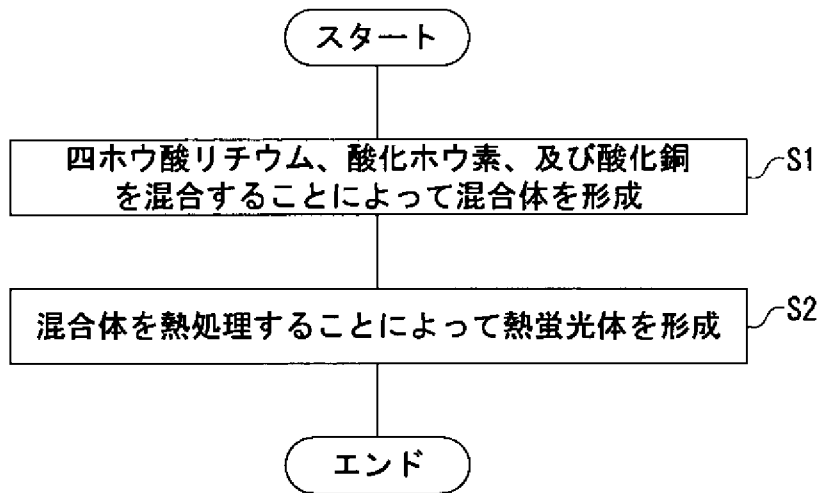 スタート
四ホウ酸リチウム、酸化ホウ素、及び酸化銅
を混合することによって混合体を形成
S1
混合体を熱処理することによって熱蛍光体を形成
S2
エンド